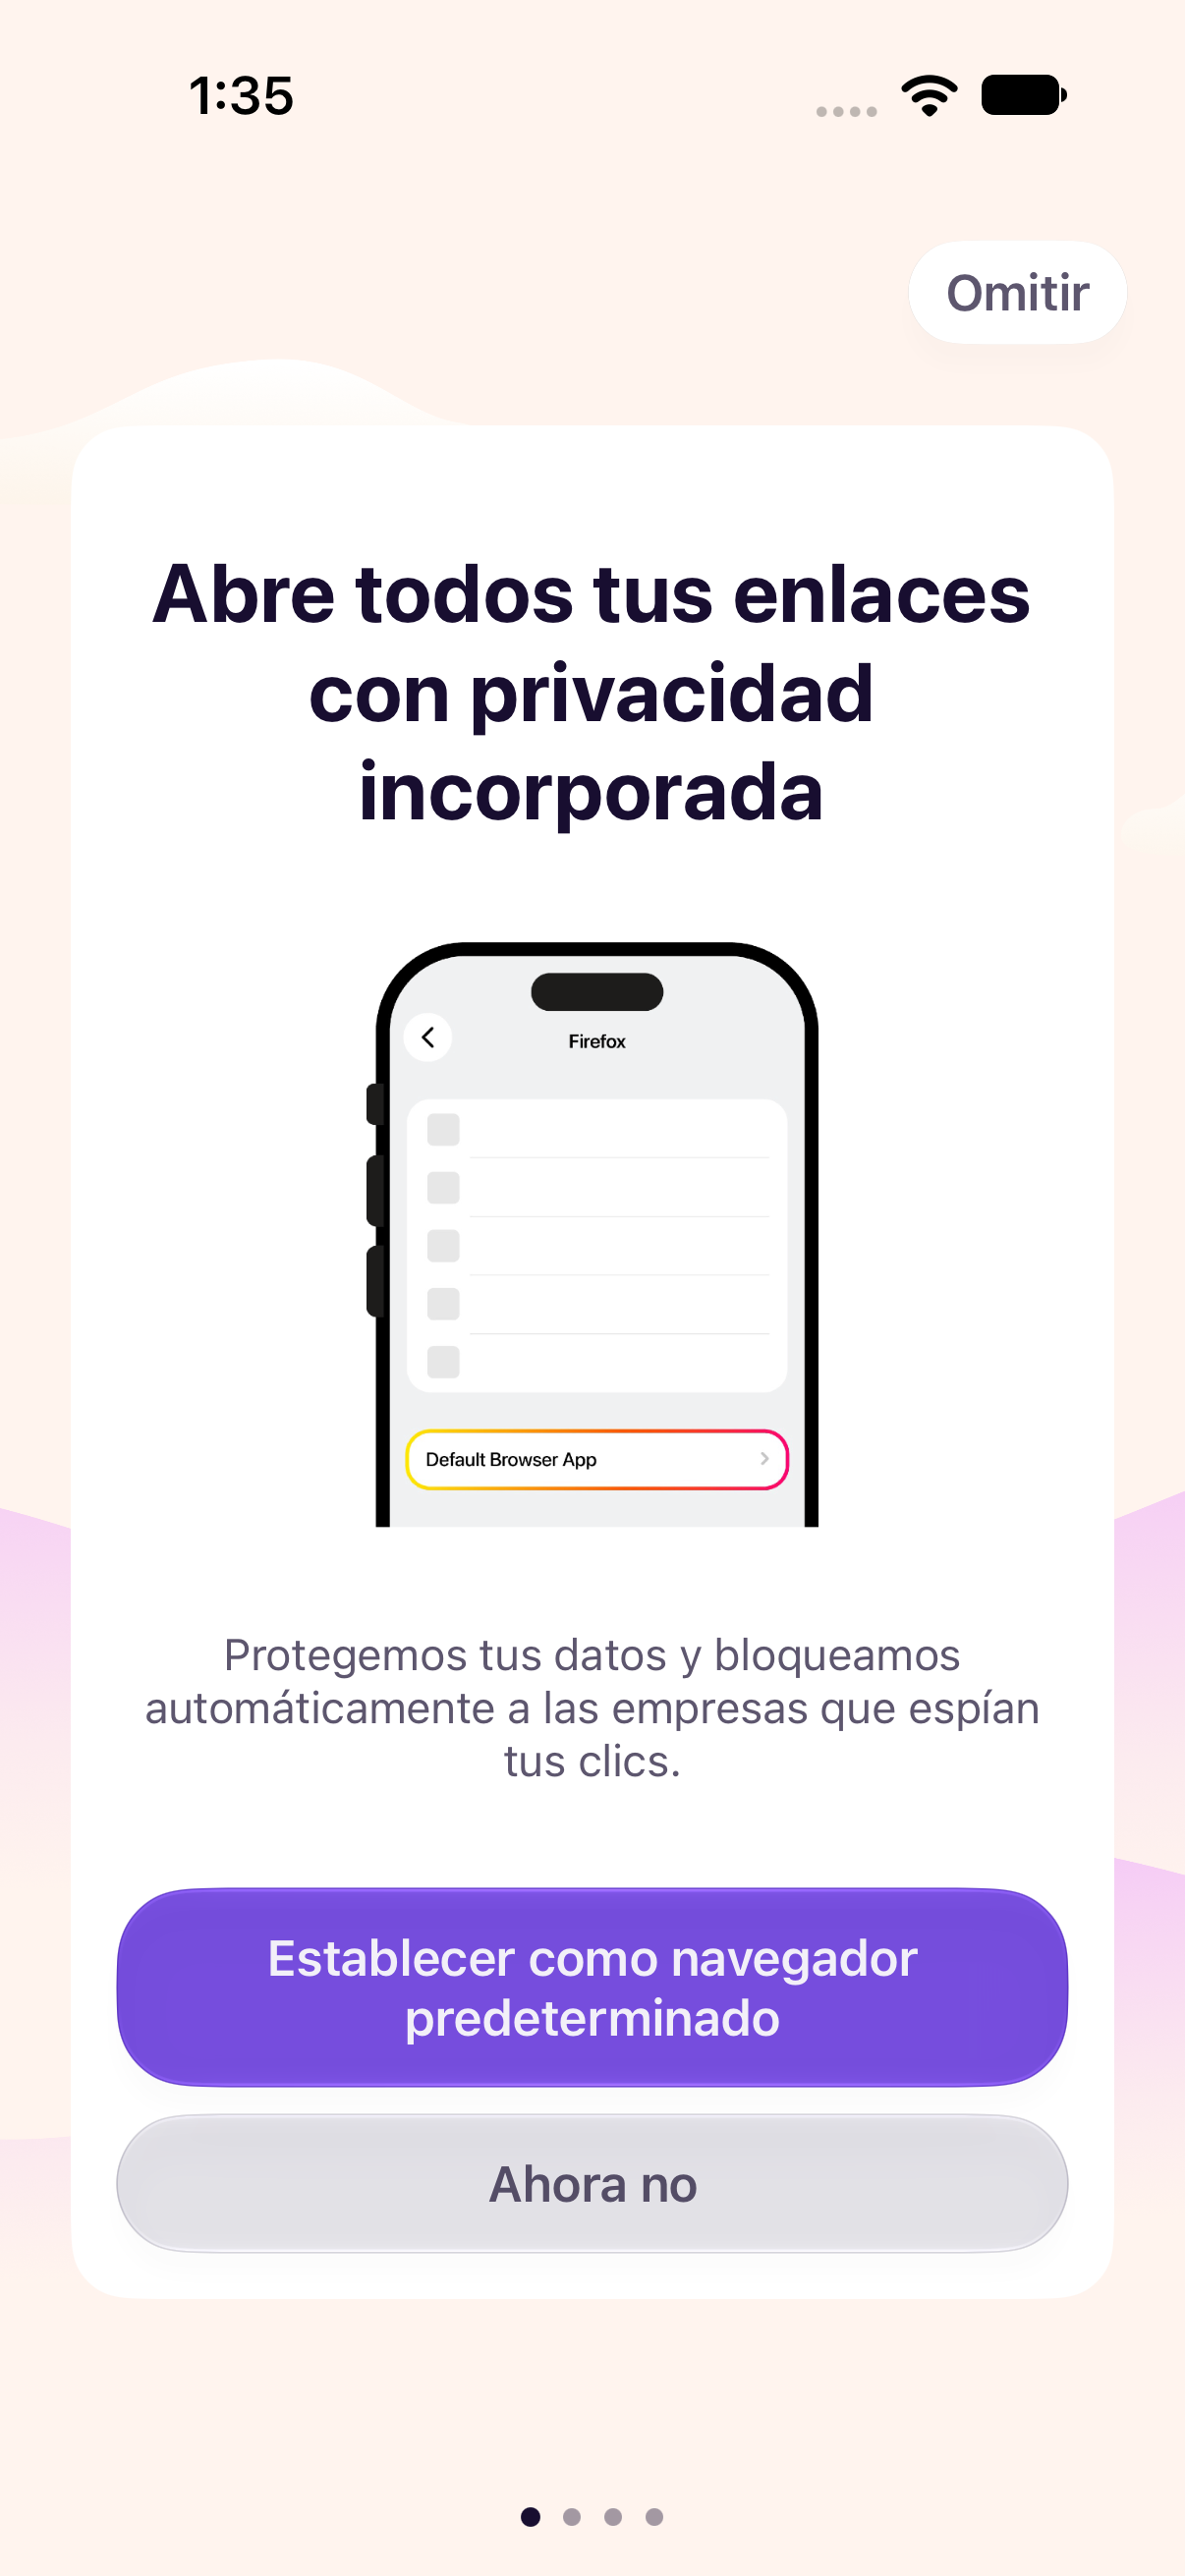 1:35
Omitir
Abre todos tus enlaces
con privacidad
incorporada
Firefox
Default Browser App
Protegemos tus datos y bloqueamos
automáticamente a las empresas que espían
tus clics.
Establecer como navegador
predeterminado
Ahora no